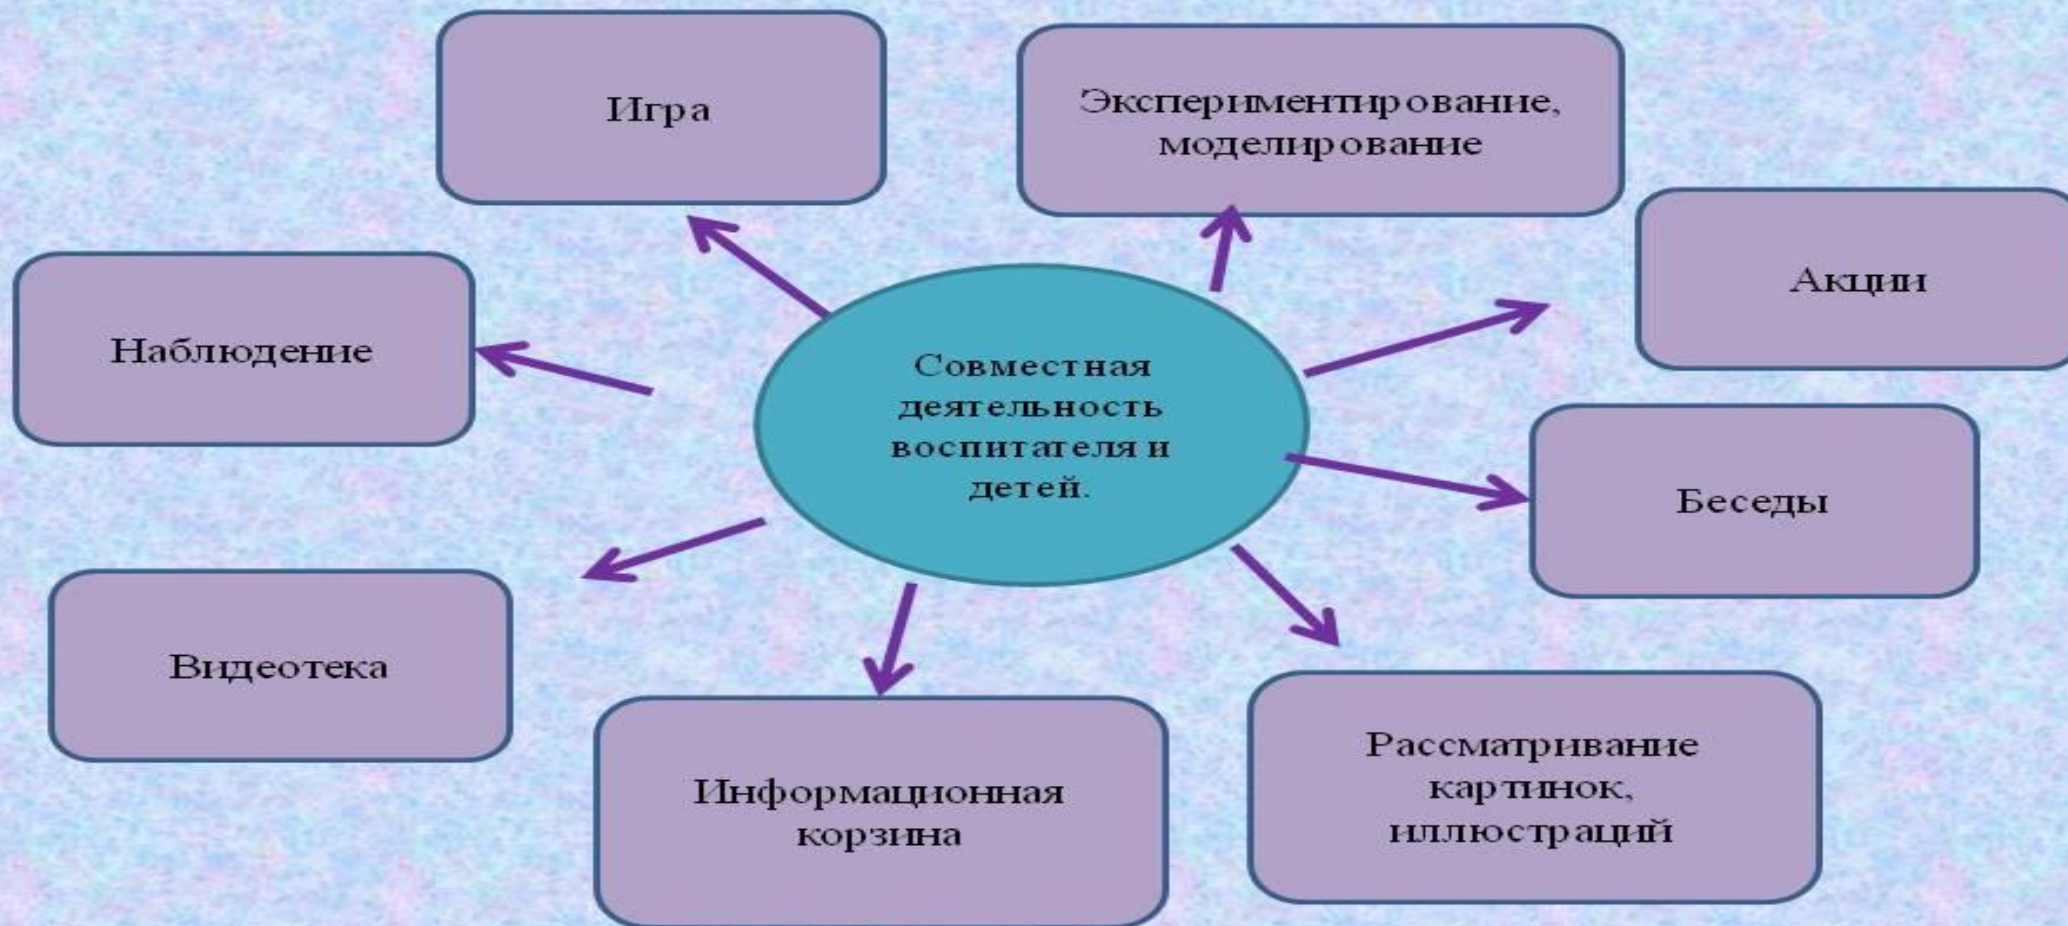 Игра
Экспериментирование,
моделирование
Акции
Наблюдение
Совместная
деятельность
воспитателя и
детей.
Беседы
Видеотека
Информационная
корзина
Рассматривание
картинок,
иллюстраций